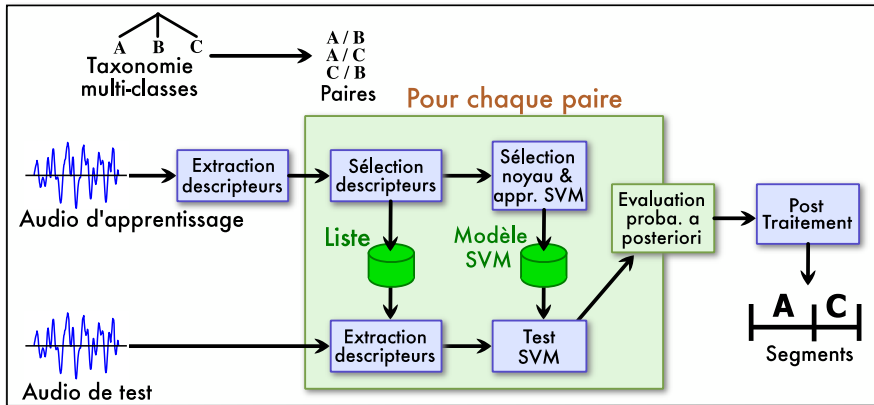 A B C
Taxonomie
multi-classes
A / B
A / C
C / B
Paires
Pour chaque paire
Audio d'apprentissage
Extraction
descripteurs
Sélection
descripteurs
Sélection
noyau &
appr. SVM
Liste
Modèle
SVM
Evaluation
proba. a
posteriori
Post
Traitement
Audio de test
Extraction
descripteurs
Test
SVM
A C
Segments